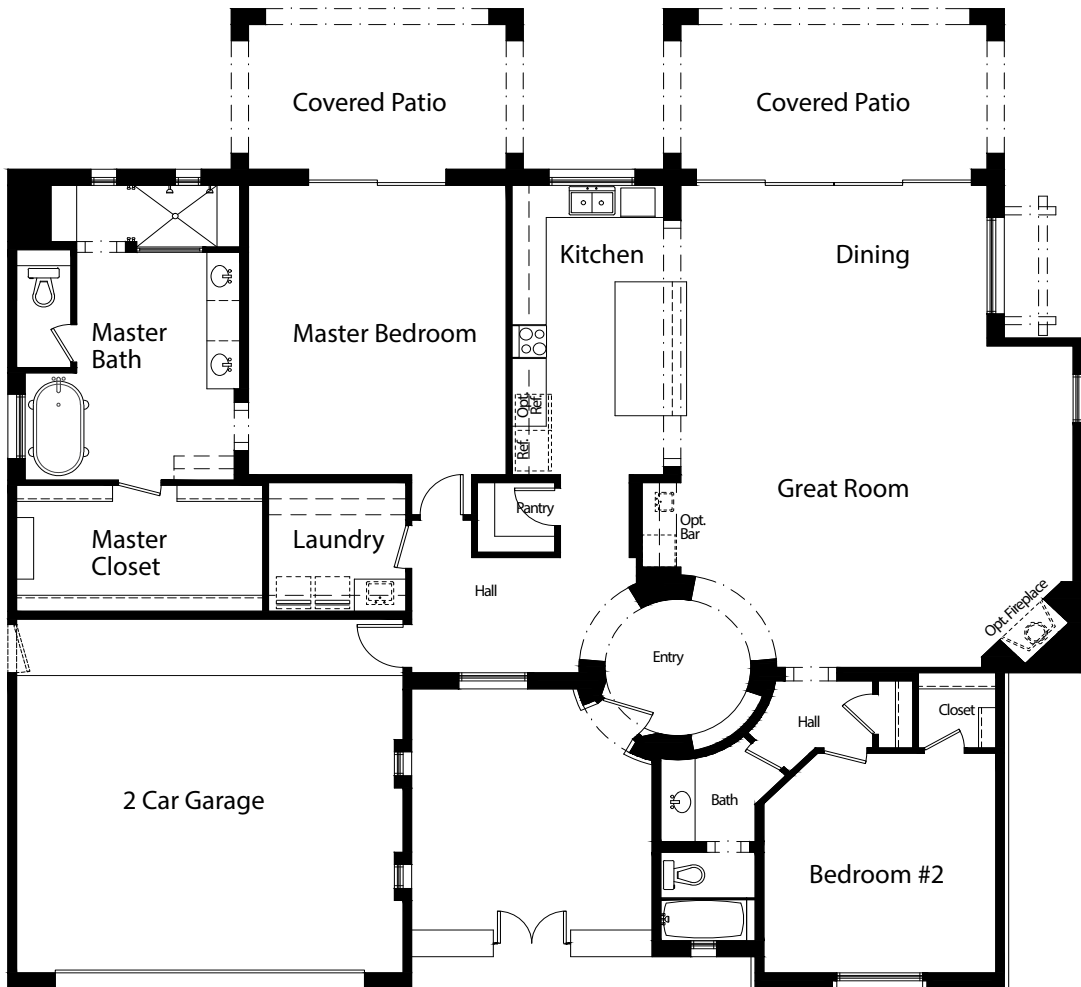 Covered Patio
Covered Patio
Kitchen
Dining
Master
Bath
Master Bedroom
Opt.
Ref.
Ref.
Great Room
Pantry
Opt.
Bar
Master
Closet
Laundry
Hall
Opt. Fireplace
Entry
Closet
Hall
2 Car Garage
Bath
Bedroom #2